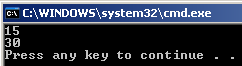 C:\WINDOWS\system32\cmd.exe
15
30
Press any key to continue . .